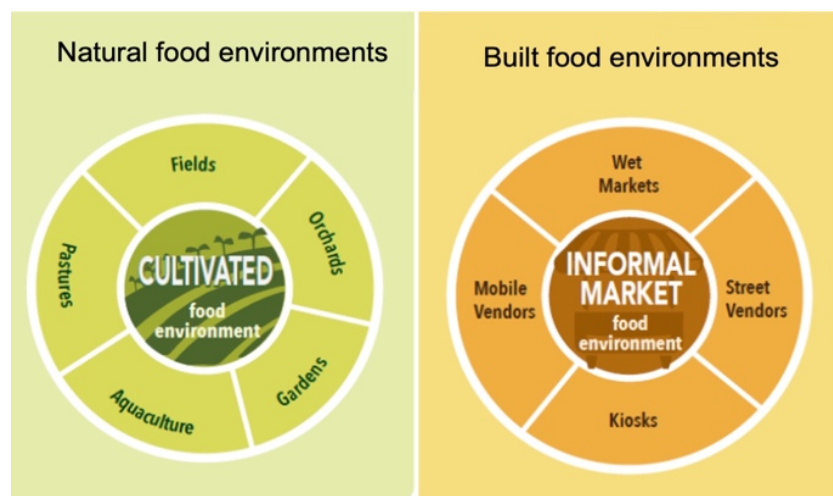 Natural food environments
Fields
Orchards
Gardens
Aquaculture
Pastures
CULTIVATED
food
environment
Built food environments
Wet
Markets
Street
Vendors
Kiosks
Mobile
Vendors
INFORMAL
MARKET
food
environment